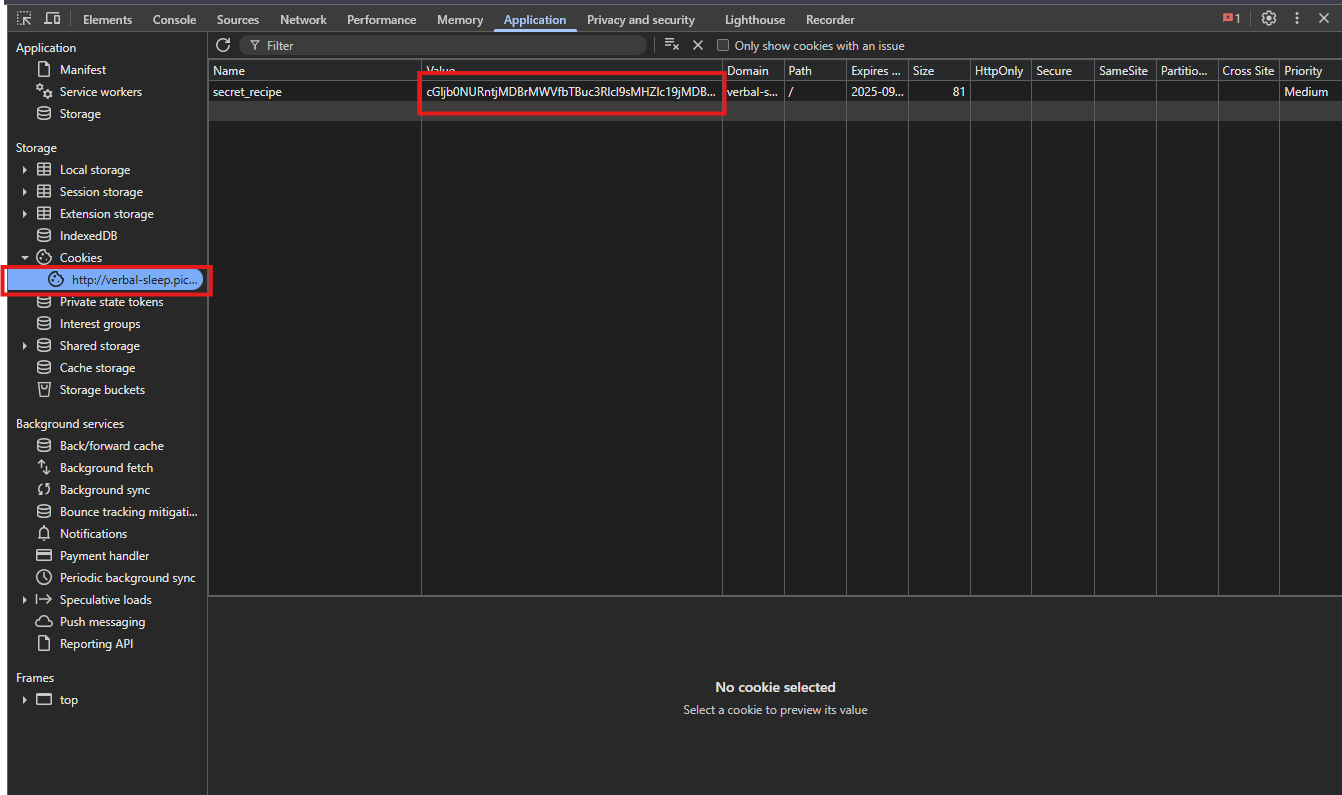 Elements Console Sources Network Performance Memory Application Privacy and security Lighthouse Recorder 1
Application
Manifest
Service workers
Storage
Storage
Local storage
Session storage
Extension storage
IndexedDB
Cookies
http://verbal-sleep.pic...
Private state tokens
Interest groups
Shared storage
Cache storage
Storage buckets
Background services
Back/forward cache
Background fetch
Background sync
Bounce tracking mitigati...
Notifications
Payment handler
Periodic background sync
Speculative loads
Push messaging
Reporting API
Frames
top
Filter Only show cookies with an issue
Name Value Domain Path Expires ... Size HttpOnly Secure SameSite Partitio... Cross Site Priority
secret_recipe verbal-s... / 2025-09... 81 Medium
No cookie selected
Select a cookie to preview its value